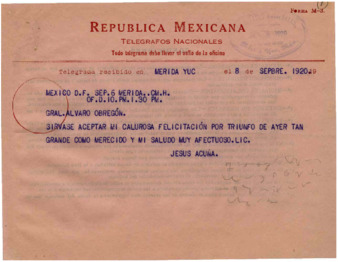 Forma M-3.
REPUBLICA MEXICANA
TELEGRAFOS NACIONALES
Todo telegrama debe llevar el sello de la oficina
Telegrama recibido en MERIDA YUC el 8 de SEPBRE. 1920.
MEXICO D.F. SEP.6 MERIDA..OM.H.
OF.D.10.PM.1.30 PM.
GRAL.ALVARO OBREGON.
SIRVASE ACEPTAR MI CALUROSA FELICITACIÓN POR TRIUNFO DE AYER TAN
GRANDE COMO MERECIDO Y MI SALUDO MUY AFECTUOSO.LIC.
JESUS ACUÑA.